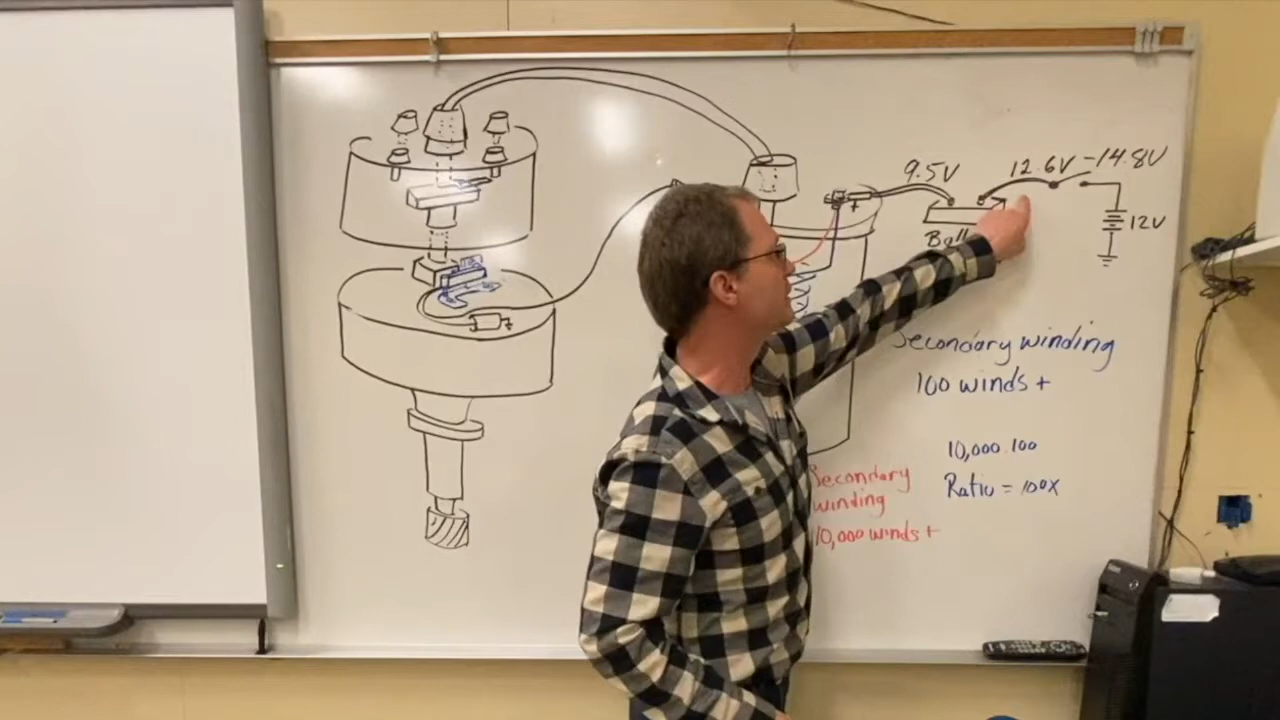 9.5V
12.6V-14.8V
12V
+
Secondary winding
100 winds +
10,000:100
Ratio = 100x
Secondary
winding
10,000 winds +